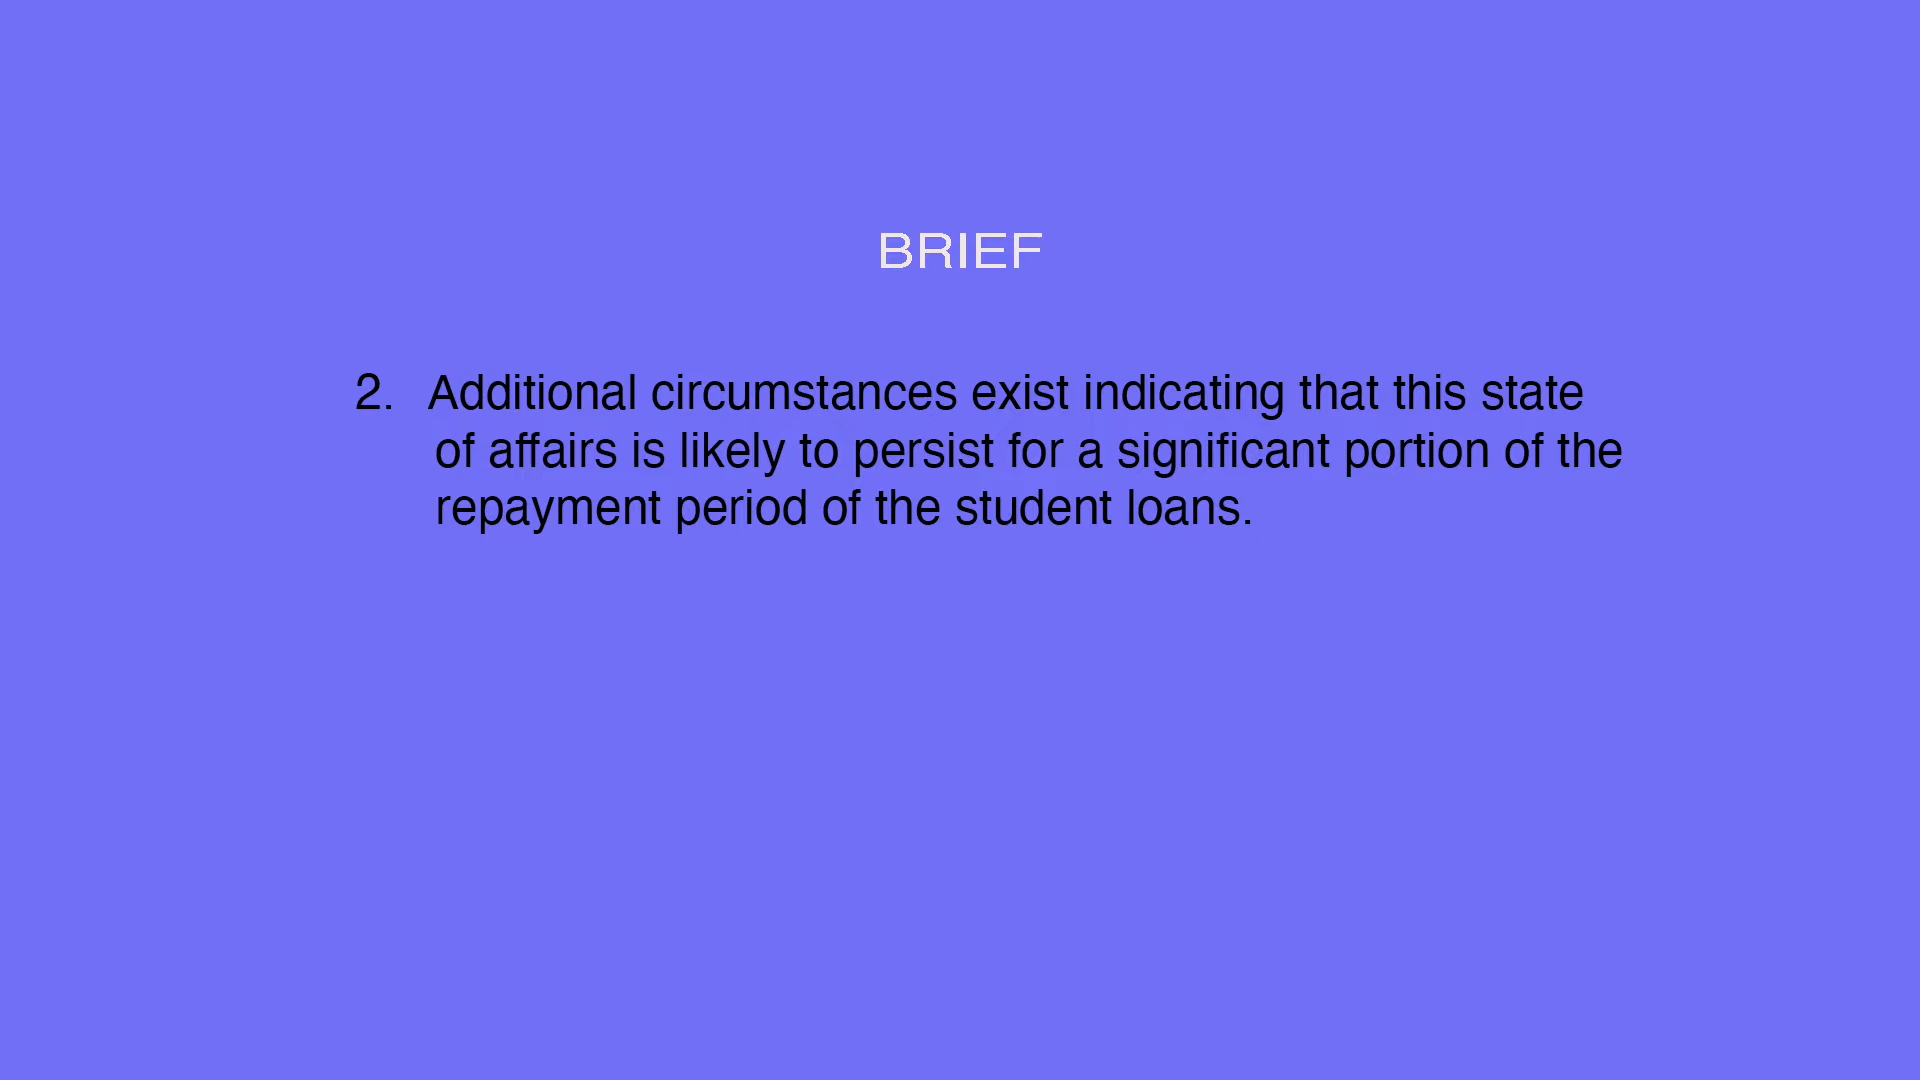 BRIEF
2. Additional circumstances exist indicating that this state
of affairs is likely to persist for a significant portion of the
repayment period of the student loans.